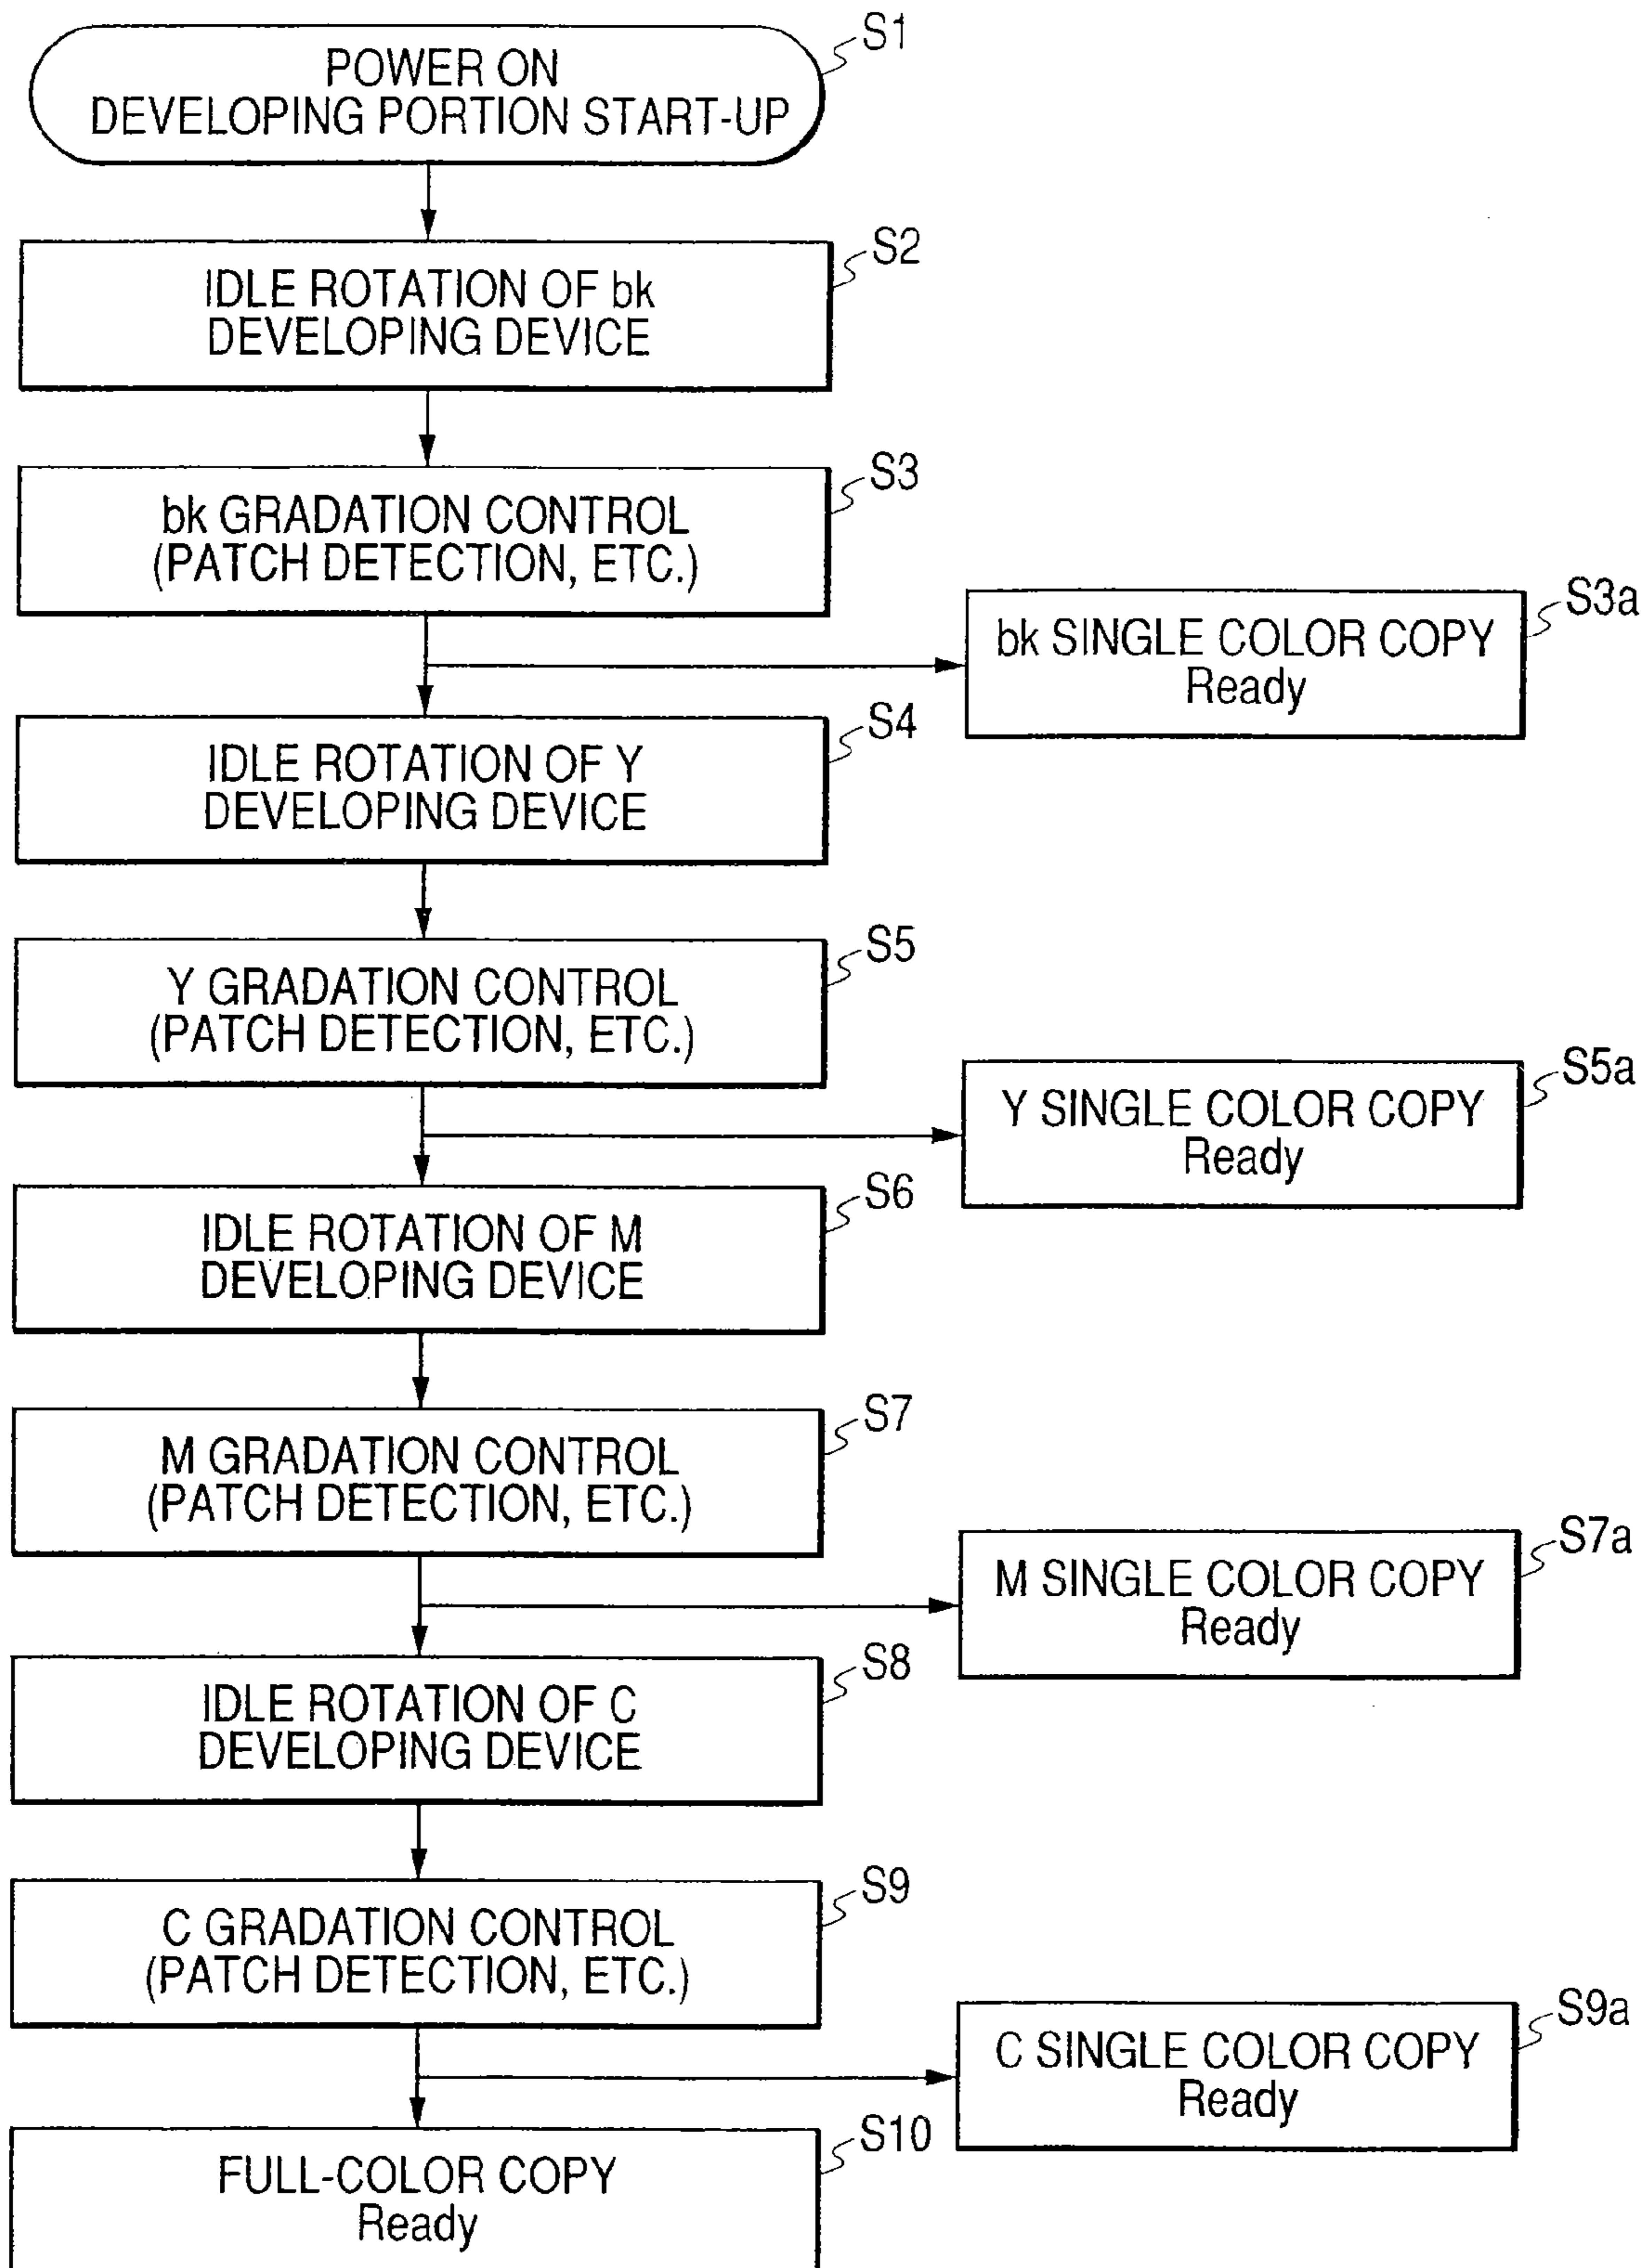 S1
POWER ON
DEVELOPING PORTION START-UP
S2
IDLE ROTATION OF bk
DEVELOPING DEVICE
S3
bk GRADATION CONTROL
(PATCH DETECTION, ETC.)
S3a
bk SINGLE COLOR COPY
Ready
S4
IDLE ROTATION OF Y
DEVELOPING DEVICE
S5
Y GRADATION CONTROL
(PATCH DETECTION, ETC.)
S5a
Y SINGLE COLOR COPY
Ready
S6
IDLE ROTATION OF M
DEVELOPING DEVICE
S7
M GRADATION CONTROL
(PATCH DETECTION, ETC.)
S7a
M SINGLE COLOR COPY
Ready
S8
IDLE ROTATION OF C
DEVELOPING DEVICE
S9
C GRADATION CONTROL
(PATCH DETECTION, ETC.)
S9a
C SINGLE COLOR COPY
Ready
S10
FULL-COLOR COPY
Ready